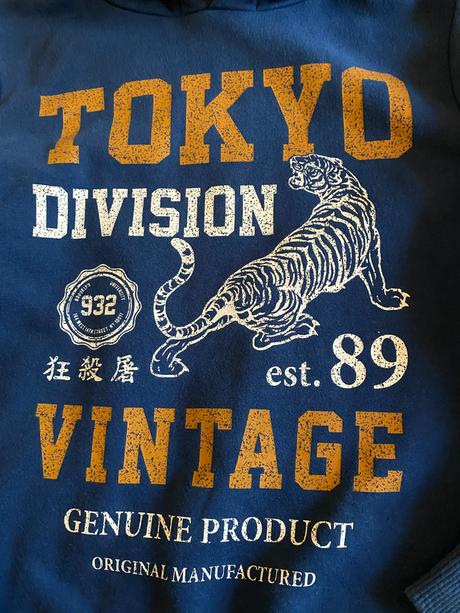 TOKYO
DIVISION
932
狂殺屠
est. 89
VINTAGE
GENUINE PRODUCT
ORIGINAL MANUFACTURED